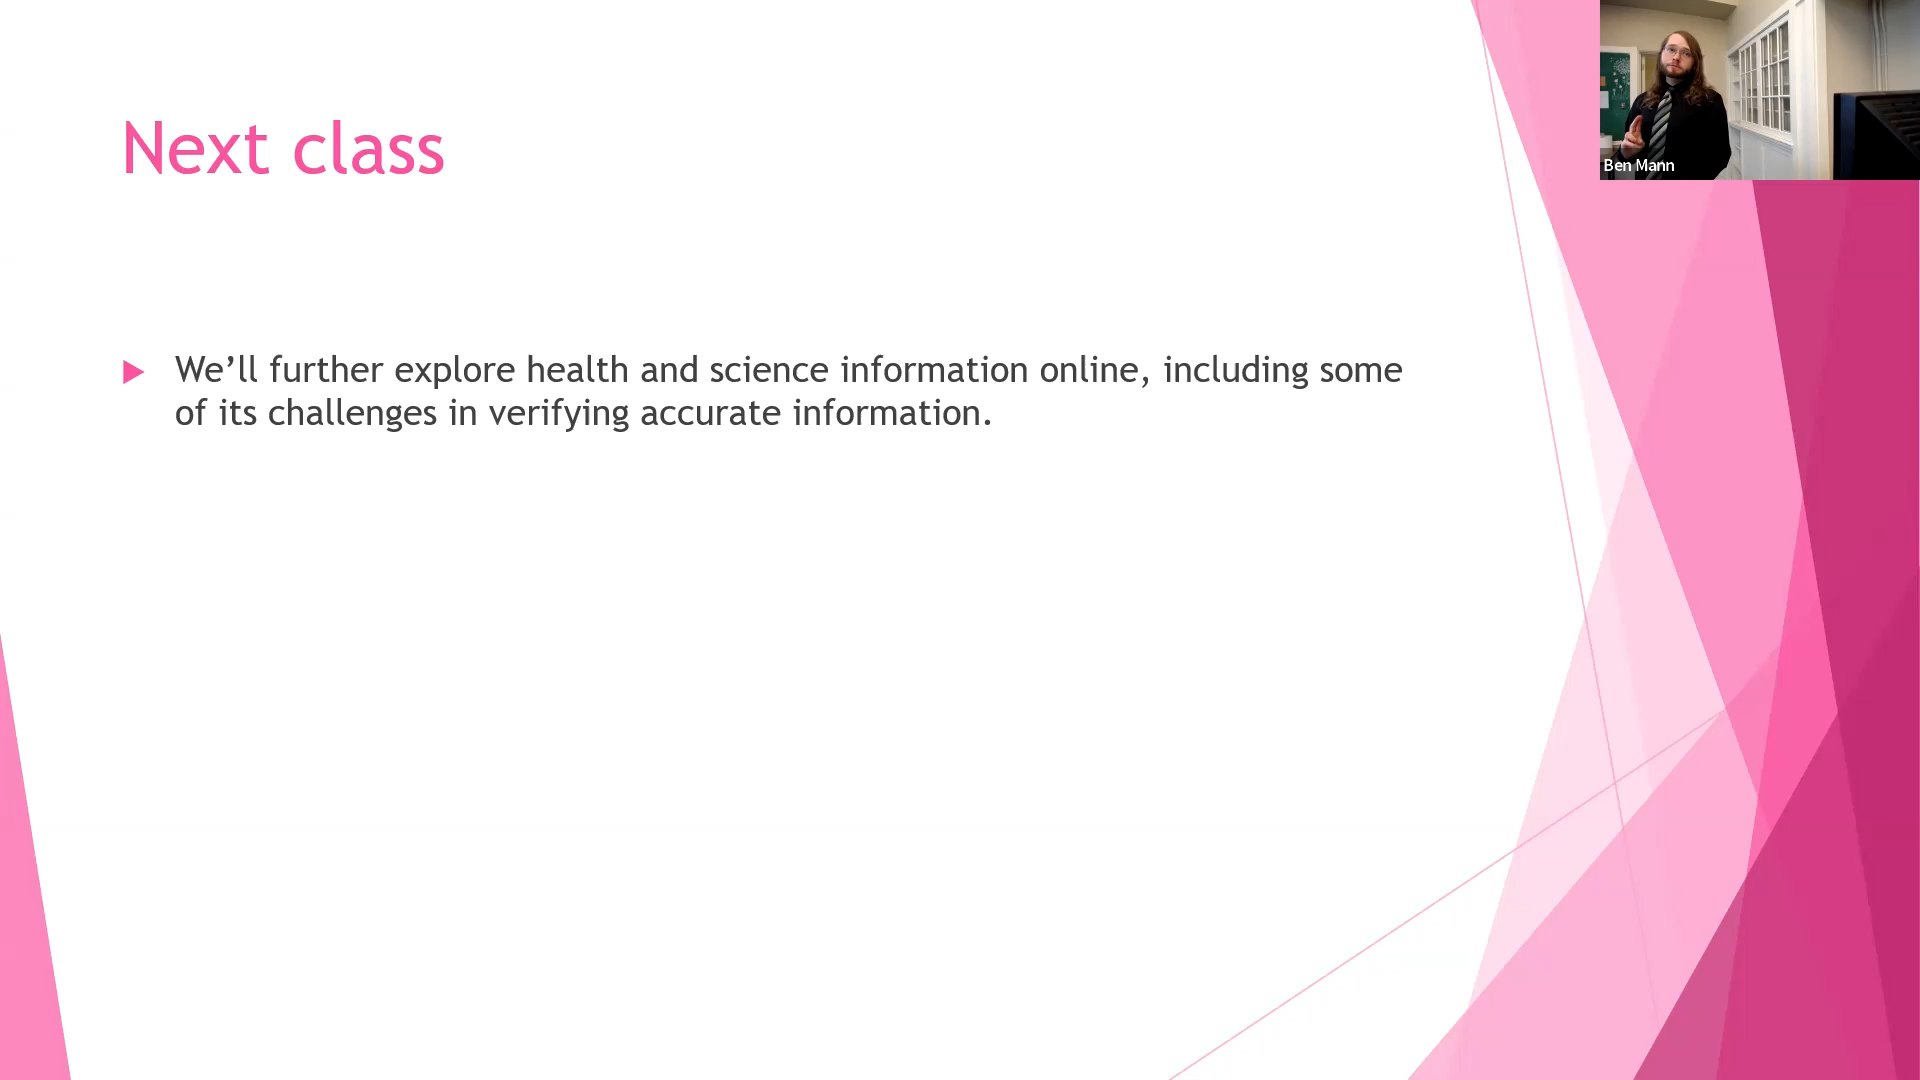 Next class
We’ll further explore health and science information online, including some
of its challenges in verifying accurate information.
Ben Mann